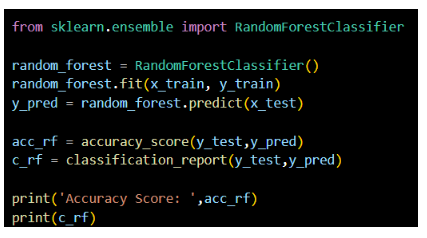 from sklearn.ensemble import RandomForestClassifier
random_forest = RandomForestClassifier()
random_forest.fit(x_train, y_train)
y_pred = random_forest.predict(x_test)
acc_rf = accuracy_score(y_test,y_pred)
c_rf = classification_report(y_test,y_pred)
print('Accuracy Score: ',acc_rf)
print(c_rf)